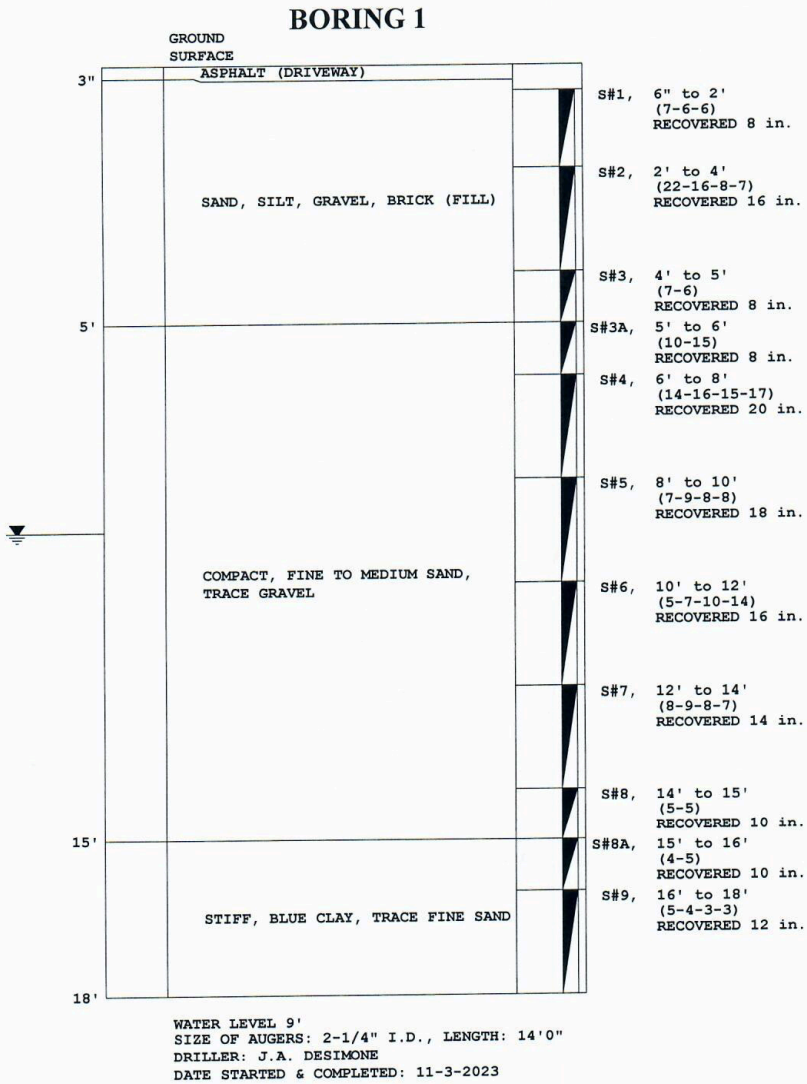 BORING 1
GROUND
SURFACE
ASPHALT (DRIVEWAY)
3"
S#1, 6" to 2'
(7-6-6)
RECOVERED 8 in.
S#2, 2' to 4'
(22-16-8-7)
RECOVERED 16 in.
SAND, SILT, GRAVEL, BRICK (FILL)
S#3, 4' to 5'
(7-6)
RECOVERED 8 in.
5'
S#3A, 5' to 6'
(10-15)
RECOVERED 8 in.
S#4, 6' to 8'
(14-16-15-17)
RECOVERED 20 in.
S#5, 8' to 10'
(7-9-8-8)
RECOVERED 18 in.
COMPACT, FINE TO MEDIUM SAND,
TRACE GRAVEL
S#6, 10' to 12'
(5-7-10-14)
RECOVERED 16 in.
S#7, 12' to 14'
(8-9-8-7)
RECOVERED 14 in.
S#8, 14' to 15'
(5-5)
RECOVERED 10 in.
15'
S#8A, 15' to 16'
(4-5)
RECOVERED 10 in.
S#9, 16' to 18'
(5-4-3-3)
RECOVERED 12 in.
STIFF, BLUE CLAY, TRACE FINE SAND
18'
WATER LEVEL 9'
SIZE OF AUGERS: 2-1/4" I.D., LENGTH: 14'0"
DRILLER: J.A. DESIMONE
DATE STARTED & COMPLETED: 11-3-2023